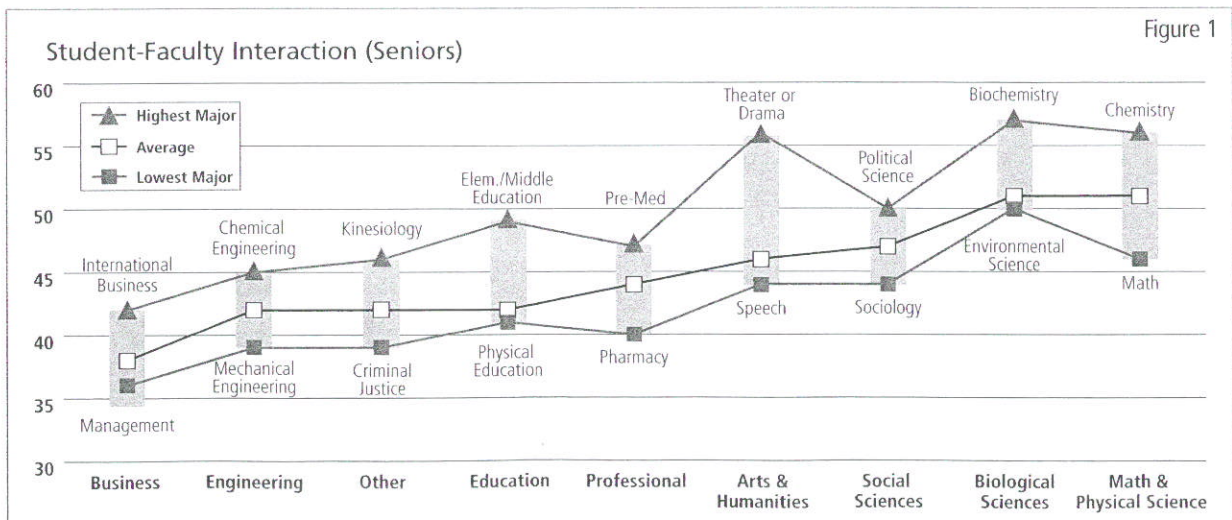 Figure 1
Student-Faculty Interaction (Seniors)
60
55
50
45
40
35
30
Highest Major
Average
Lowest Major
International
Business
Chemical
Engineering
Kinesiology
Elem./Middle
Education
Pre-Med
Theater or
Drama
Political
Science
Biochemistry
Chemistry
Management
Mechanical
Engineering
Criminal
Justice
Physical
Education
Pharmacy
Speech
Sociology
Environmental
Science
Math
Business
Engineering
Other
Education
Professional
Arts &
Humanities
Social
Sciences
Biological
Sciences
Math &
Physical Science